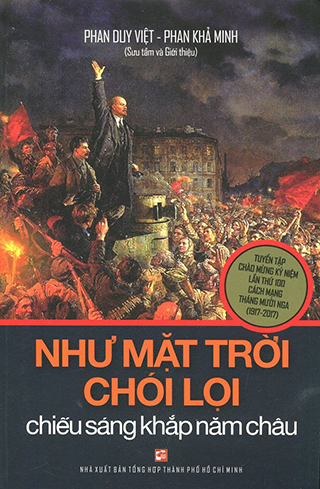 PHAN DUY VIỆT - PHAN KHẢ MINH
(Sưu tầm và Giới thiệu)
TUYỂN TẬP
CHÀO MỪNG KỶ NIỆM
LẦN THỨ 100
CÁCH MẠNG
THÁNG MƯỜI NGA
(1917-2017)
NHƯ MẶT TRỜI
CHÓI LỌI
chiếu sáng khắp năm châu
NHÀ XUẤT BẢN TỔNG HỢP THÀNH PHỐ HỒ CHÍ MINH